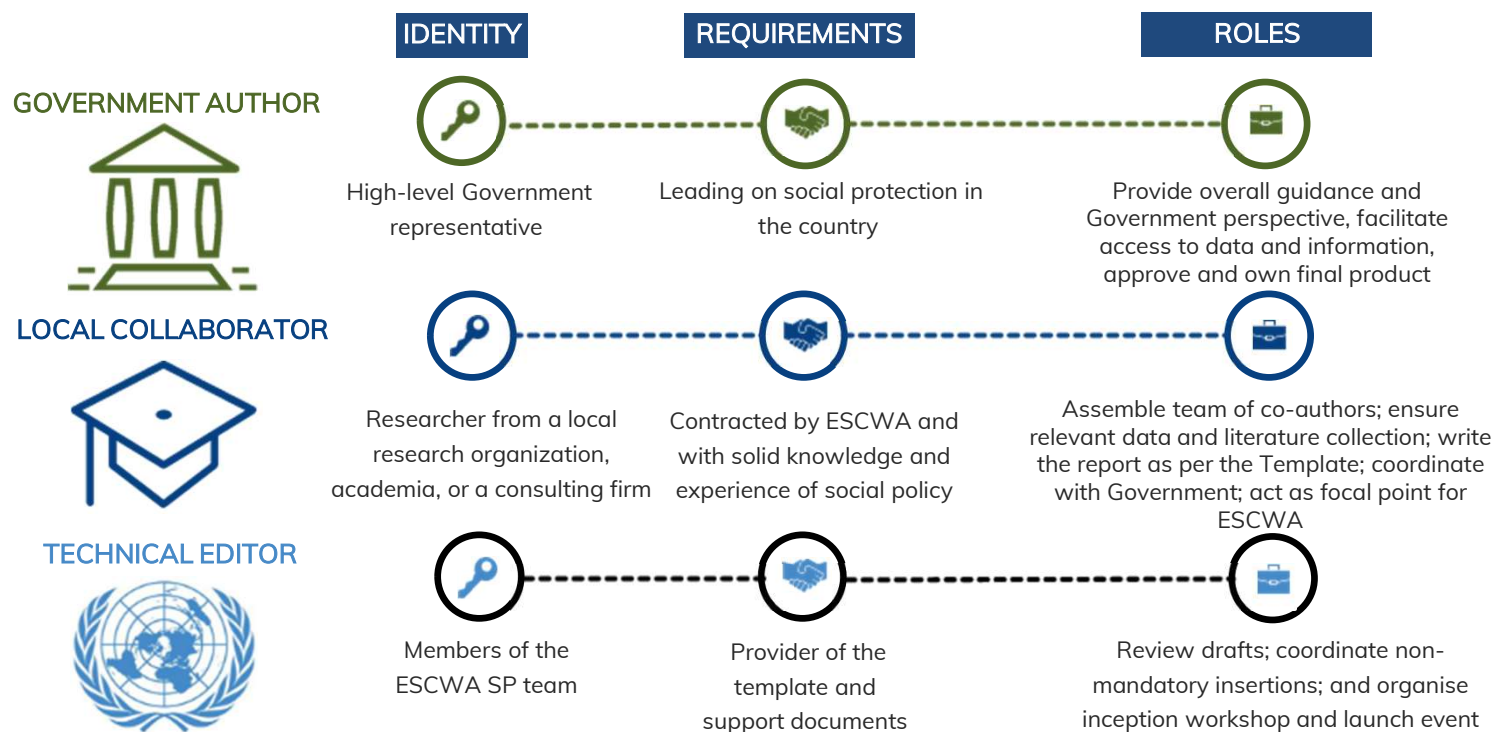 IDENTITY
REQUIREMENTS
ROLES
GOVERNMENT AUTHOR
High-level Government
representative
Leading on social protection in
the country
Provide overall guidance and
Government perspective, facilitate
access to data and information,
approve and own final product
LOCAL COLLABORATOR
Researcher from a local
research organization,
academia, or a consulting firm
Contracted by ESCWA and
with solid knowledge and
experience of social policy
Assemble team of co-authors; ensure
relevant data and literature collection; write
the report as per the Template; coordinate
with Government; act as focal point for
ESCWA
TECHNICAL EDITOR
Members of the
ESCWA SP team
Provider of the
template and
support documents
Review drafts; coordinate non-
mandatory insertions; and organise
inception workshop and launch event